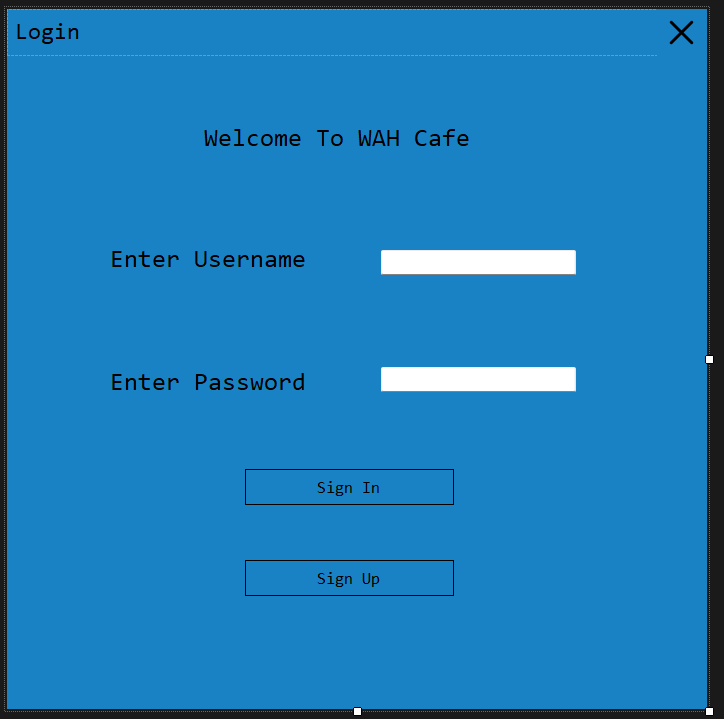 Login
Welcome To WAH Cafe
Enter Username
Enter Password
Sign In
Sign Up